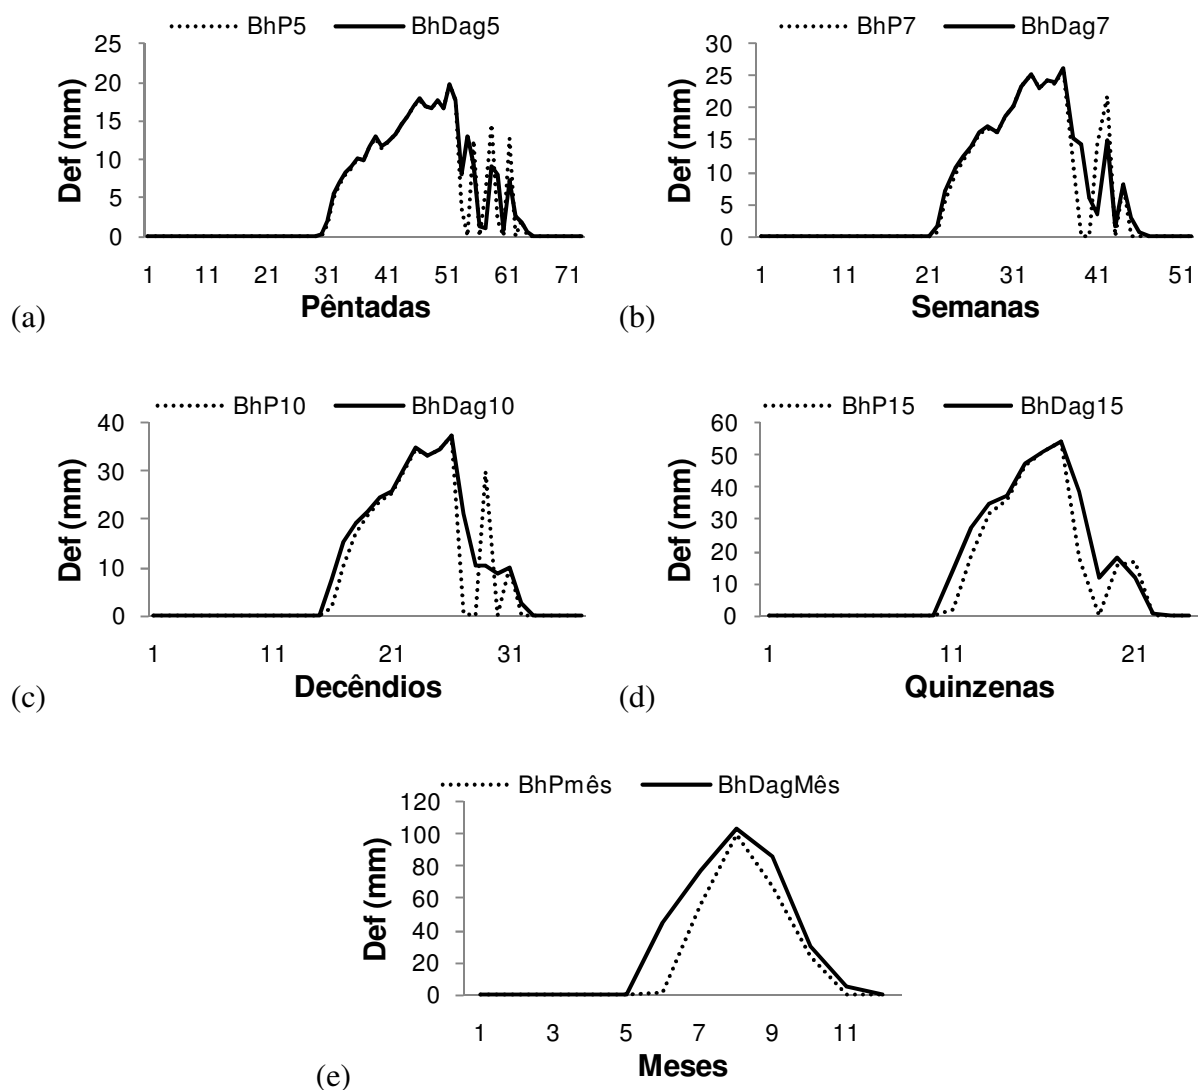 BhP5 BhDag5
Def (mm)
25
20
15
10
5
0
1 11 21 31 41 51 61 71
Pêntadas
(a)
BhP7 BhDag7
Def (mm)
30
25
20
15
10
5
0
1 11 21 31 41 51
Semanas
(b)
BhP10 BhDag10
Def (mm)
40
30
20
10
0
1 11 21 31
Decêndios
(c)
BhP15 BhDag15
Def (mm)
60
50
40
30
20
10
0
1 11 21
Quinzenas
(d)
BhPmês BhDagMês
Def (mm)
120
100
80
60
40
20
0
1 3 5 7 9 11
Meses
(e)